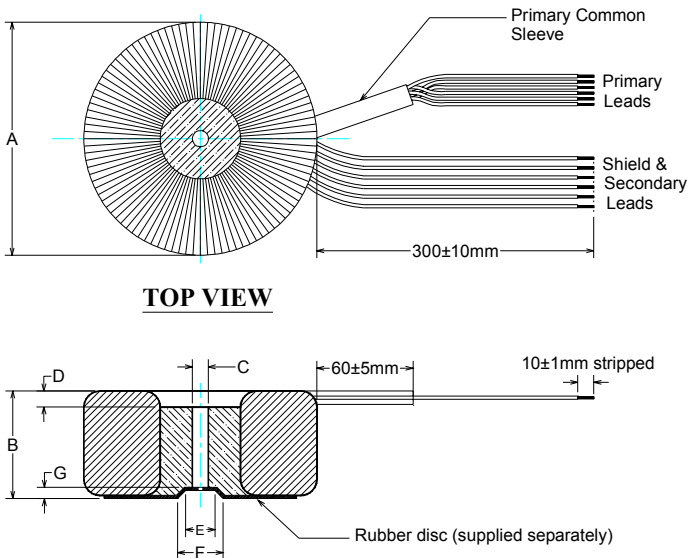 Primary Common
Sleeve
Primary
Leads
A
Shield &
Secondary
Leads
300±10mm
TOP VIEW
D
C
60±5mm
10±1mm stripped
B
G
E
F
Rubber disc (supplied separately)